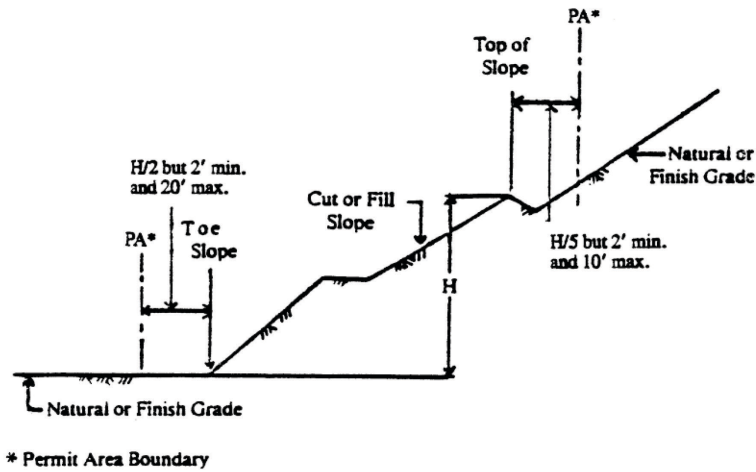 PA*
Top of
Slope
Natural or
Finish Grade
H/2 but 2' min.
and 20' max.
Cut or Fill
Slope
PA*
Toe
Slope
H/5 but 2' min.
and 10' max.
H
Natural or Finish Grade
* Permit Area Boundary